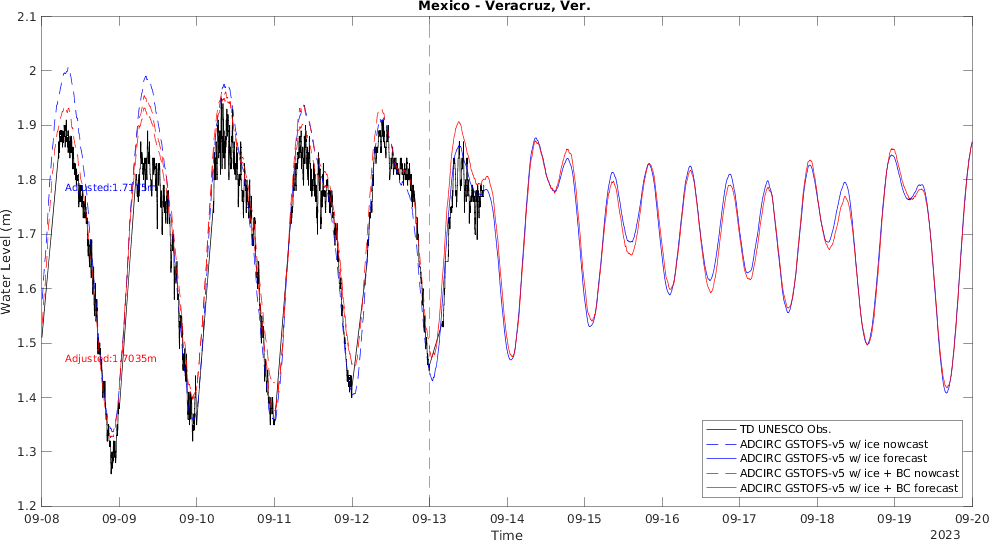 Mexico - Veracruz, Ver.
2.1
2
1.9
1.8
1.7
1.6
1.5
1.4
1.3
1.2
Water Level (m)
Adjusted:1.7115m
Adjusted:1.7035m
TD UNESCO Obs.
ADCIRC GSTOFS-v5 w/ ice nowcast
ADCIRC GSTOFS-v5 w/ ice forecast
ADCIRC GSTOFS-v5 w/ ice + BC nowcast
ADCIRC GSTOFS-v5 w/ ice + BC forecast
09-08 09-09 09-10 09-11 09-12 09-13 09-14 09-15 09-16 09-17 09-18 09-19 09-20
Time
2023